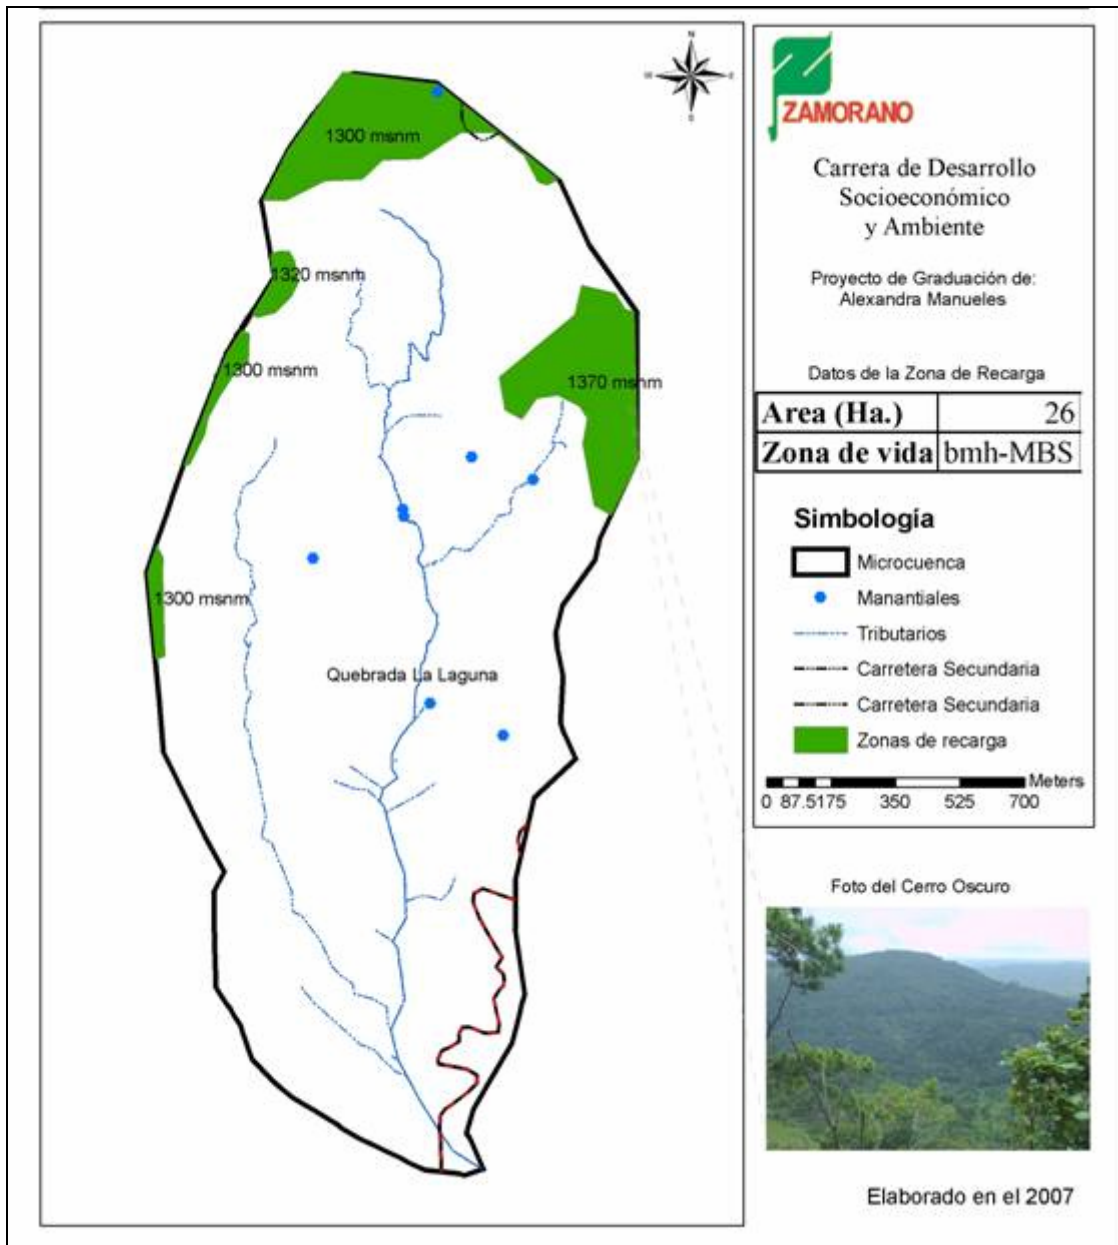 N
W
E
S
1300 msnm
1320 msnm
1300 msnm
1370 msnm
1300 msnm
Quebrada La Laguna
ZAMORANO
Carrera de Desarrollo
Socioeconómico
y Ambiente
Proyecto de Graduación de:
Alexandra Manueles
Datos de la Zona de Recarga
Area (Ha.) 26
Zona de vida bmh-MBS
Simbología
Microcuenca
Manantiales
Tributarios
Carretera Secundaria
Carretera Secundaria
Zonas de recarga
Meters
0 87.5175 350 525 700
Foto del Cerro Oscuro
Elaborado en el 2007